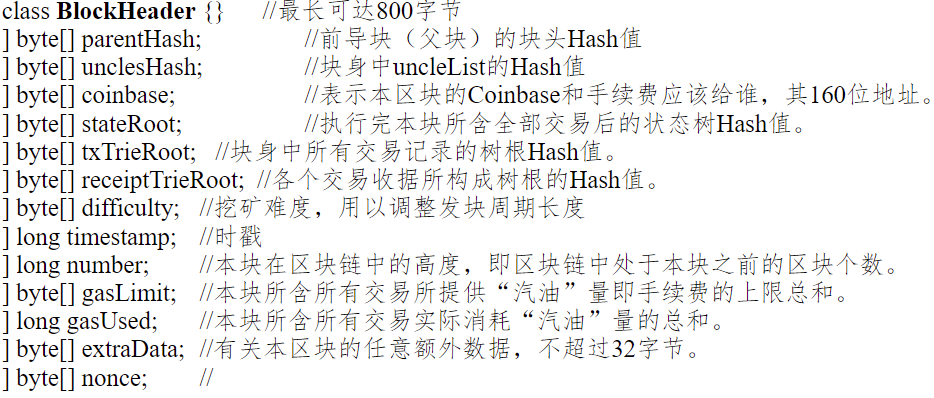 class BlockHeader {} //最长可达800字节
] byte[] parentHash; //前导块（父块）的块头Hash值
] byte[] unclesHash; //块身中uncleList的Hash值
] byte[] coinbase; //表示本区块的Coinbase和手续费应该给谁，其160位地址。
] byte[] stateRoot; //执行完本块所含全部交易后的状态树Hash值。
] byte[] txTrieRoot; //块身中所有交易记录的树根Hash值。
] byte[] receiptTrieRoot; //各个交易收据所构成树根的Hash值。
] byte[] difficulty; //挖矿难度，用以调整发块周期长度
] long timestamp; //时戳
] long number; //本块在区块链中的高度，即区块链中处于本块之前的区块个数。
] byte[] gasLimit; //本块所含所有交易所提供“汽油”量即手续费的上限总和。
] long gasUsed; //本块所含所有交易实际消耗“汽油”量的总和。
] byte[] extraData; //有关本区块的任意额外数据，不超过32字节。
] byte[] nonce; //